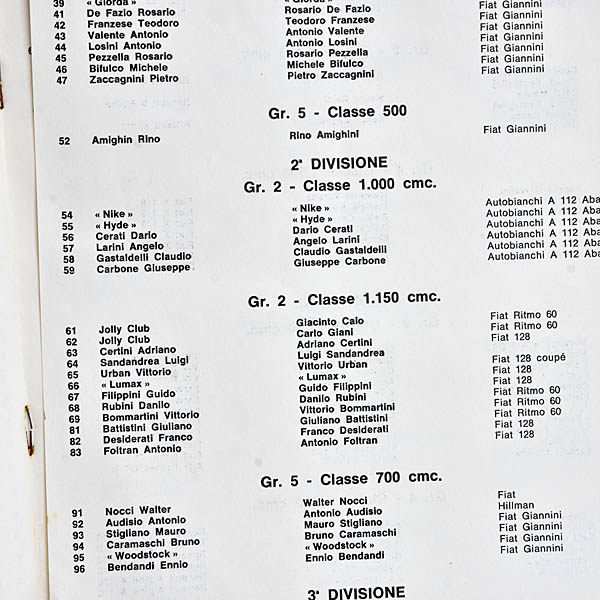 39 « Giorda » « Giorda » Fiat Giannini
41 De Fazio Rosario Rosario De Fazio Fiat Giannini
42 Franzese Teodoro Teodoro Franzese Fiat Giannini
43 Valente Antonio Antonio Valente Fiat Giannini
44 Losini Antonio Antonio Losini Fiat Giannini
45 Pezzella Rosario Rosario Pezzella Fiat Giannini
46 Bifulco Michele Michele Bifulco Fiat Giannini
47 Zaccagnini Pietro Pietro Zaccagnini
Gr. 5 - Classe 500
52 Amighin Rino Rino Amighini Fiat Giannini
2ª DIVISIONE
Gr. 2 - Classe 1.000 cmc.
54 « Nike » « Nike » Autobianchi A 112 Aba
55 « Hyde » « Hyde » Autobianchi A 112 Aba
56 Cerati Dario Dario Cerati Autobianchi A 112 Aba
57 Larini Angelo Angelo Larini Autobianchi A 112 Aba
58 Gastaldelli Claudio Claudio Gastaldelli Autobianchi A 112 Aba
59 Carbone Giuseppe Giuseppe Carbone Autobianchi A 112 Aba
Gr. 2 - Classe 1.150 cmc.
61 Jolly Club Giacinto Caio Fiat Ritmo 60
62 Jolly Club Carlo Giani Fiat Ritmo 60
63 Certini Adriano Adriano Certini Fiat 128
64 Sandandrea Luigi Luigi Sandandrea
65 Urban Vittorio Vittorio Urban Fiat 128 coupé
66 « Lumax » « Lumax » Fiat 128
67 Filippini Guido Guido Filippini Fiat 128
68 Rubini Danilo Danilo Rubini Fiat Ritmo 60
69 Bommartini Vittorio Vittorio Bommartini Fiat Ritmo 60
81 Battistini Giuliano Giuliano Battistini Fiat Ritmo 60
82 Desiderati Franco Franco Desiderati Fiat 128
83 Foltran Antonio Antonio Foltran Fiat 128
Gr. 5 - Classe 700 cmc.
91 Nocci Walter Walter Nocci Fiat
92 Audisio Antonio Antonio Audisio Hillman
93 Stigliano Mauro Mauro Stigliano Fiat Giannini
94 Caramaschi Bruno Bruno Caramaschi Fiat Giannini
95 « Woodstock » « Woodstock » Fiat Giannini
96 Bendandi Ennio Ennio Bendandi Fiat Giannini
3ª DIVISIONE